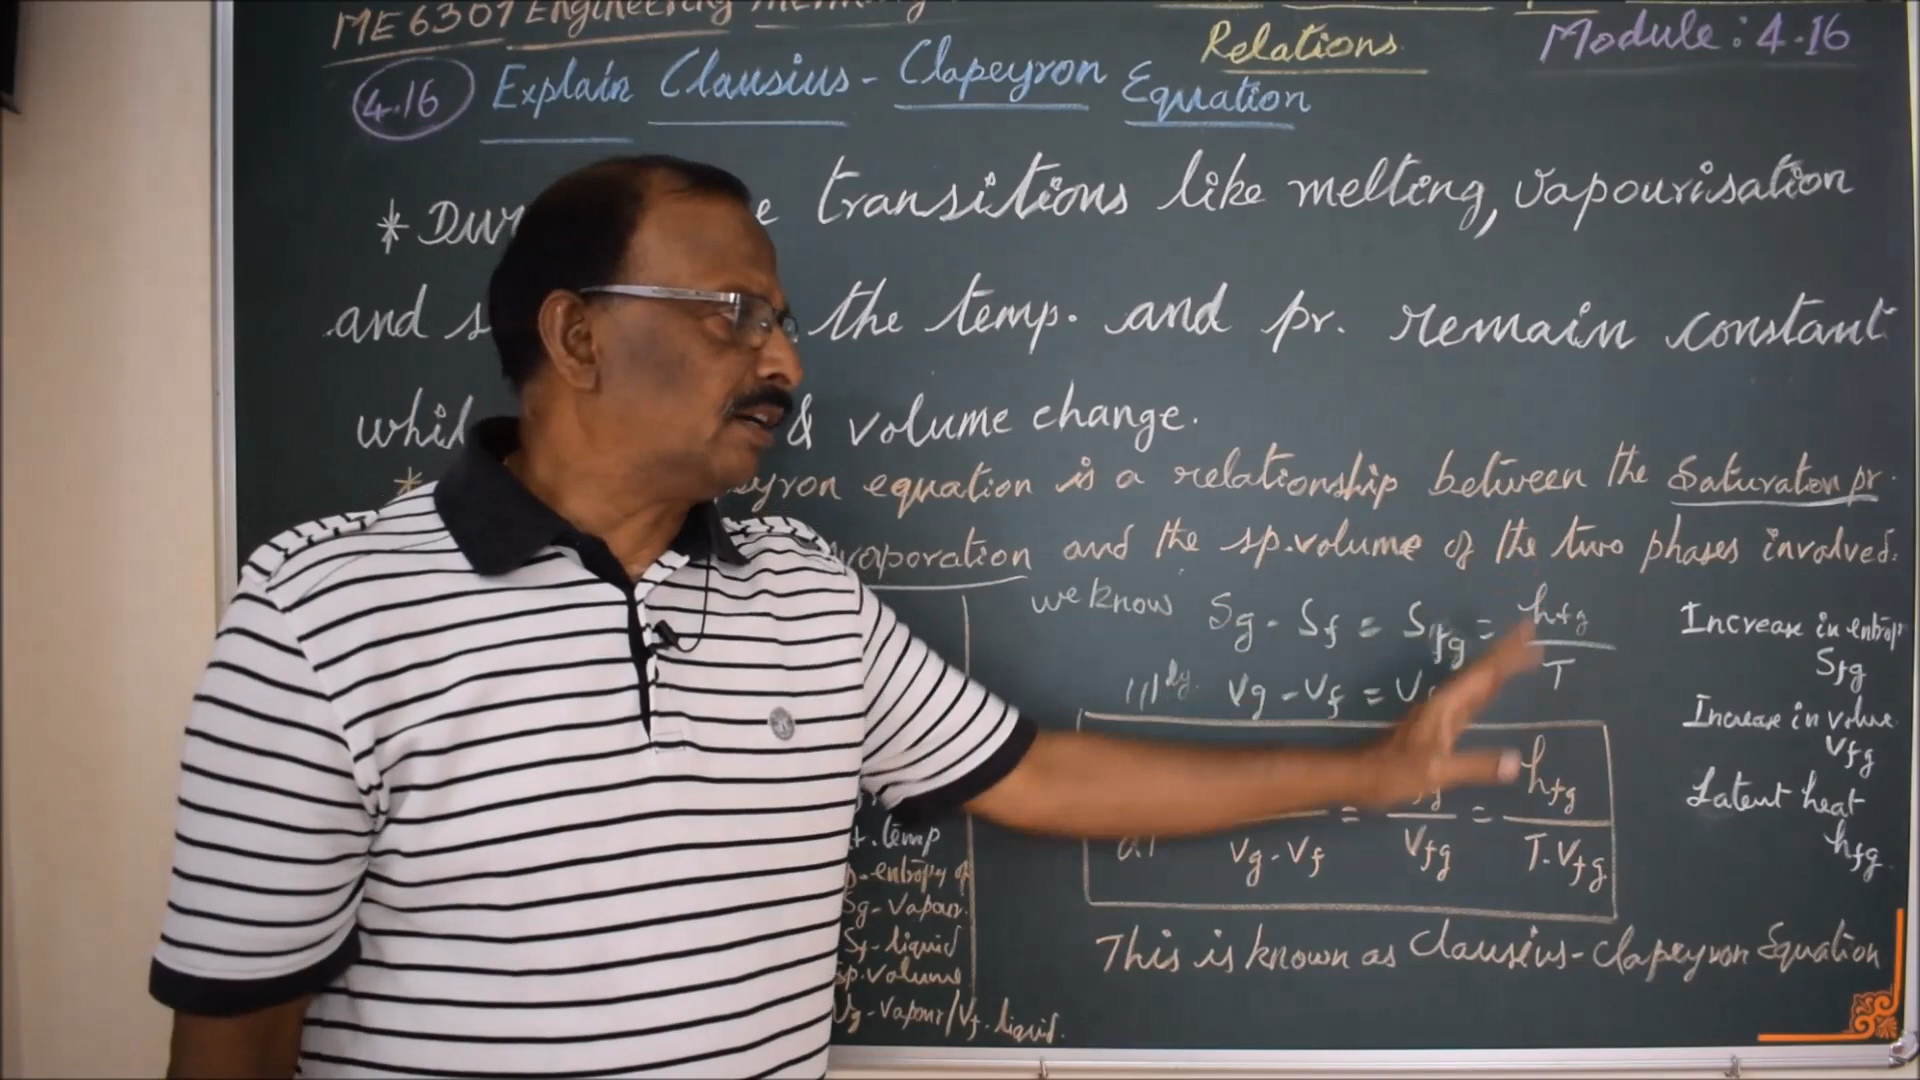 ME 6301 Engineering
Relations
Module: 4.16
4.16 Explain Clausius - Clapeyron Equation
* transitions like melting, vapourisation
and the temp. and pr. remain constant
& volume change.
* equation is a relationship between the Saturation pr.
and the sp.volume of the two phases involved.
we know Sg - Sf = Sfg = hfg / T
|||ly. Vg - Vf =
= = hfg
Vg - Vf Vfg T.Vfg
This is known as Clausius-Clapeyron Equation
Increase in entropy
Sfg
Increase in volume
Vfg
Latent heat
hfg
temp
entropy of
Sg - Vapour
Sf - liquid
sp.volume
Vg - Vapour/Vf - liquid.